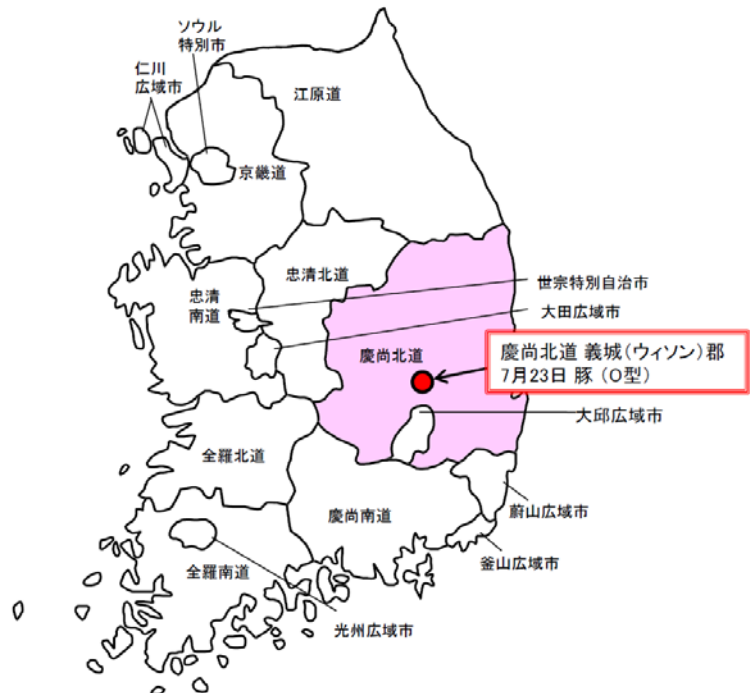 ソウル
特別市
仁川
広域市
江原道
京畿道
忠清北道
忠清
南道
世宗特別自治市
大田広域市
慶尚北道
慶尚北道 義城(ウィソン)郡
7月23日 豚 (O型)
大邱広域市
全羅北道
慶尚南道
蔚山広域市
釜山広域市
全羅南道
光州広域市